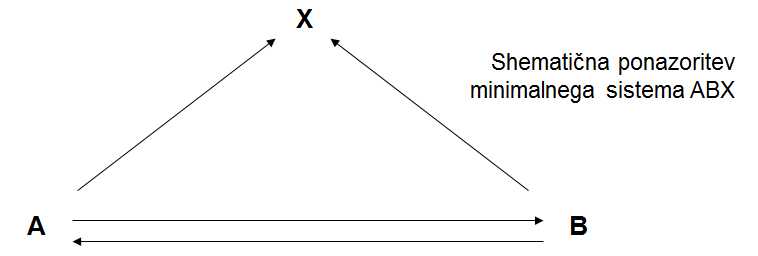 X
Shematična ponazoritev
minimalnega sistema ABX
A
B